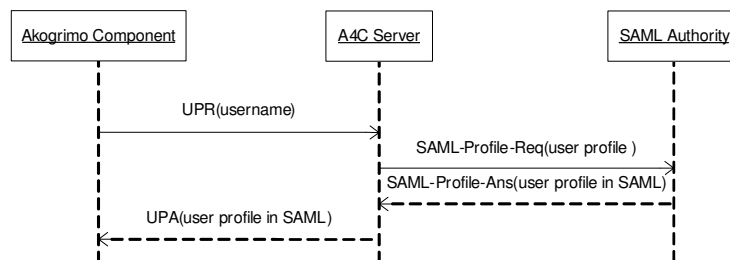 Akogrimo Component
A4C Server
SAML Authority
UPR(username)
SAML-Profile-Req(user profile )
SAML-Profile-Ans(user profile in SAML)
UPA(user profile in SAML)